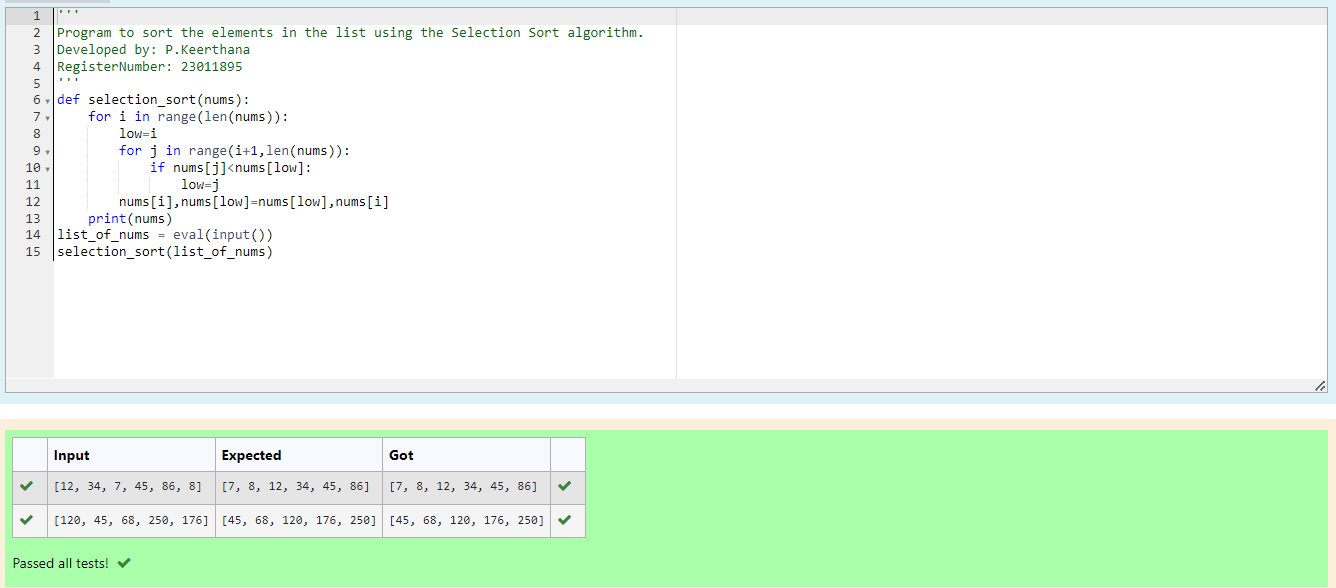 1 '''
2 Program to sort the elements in the list using the Selection Sort algorithm.
3 Developed by: P.Keerthana
4 RegisterNumber: 23011895
5 '''
6 def selection_sort(nums):
7     for i in range(len(nums)):
8         low=i
9         for j in range(i+1,len(nums)):
10             if nums[j]<nums[low]:
11                 low=j
12         nums[i],nums[low]=nums[low],nums[i]
13     print(nums)
14 list_of_nums = eval(input())
15 selection_sort(list_of_nums)
Input Expected Got
[12, 34, 7, 45, 86, 8] [7, 8, 12, 34, 45, 86] [7, 8, 12, 34, 45, 86]
[120, 45, 68, 250, 176] [45, 68, 120, 176, 250] [45, 68, 120, 176, 250]
Passed all tests!